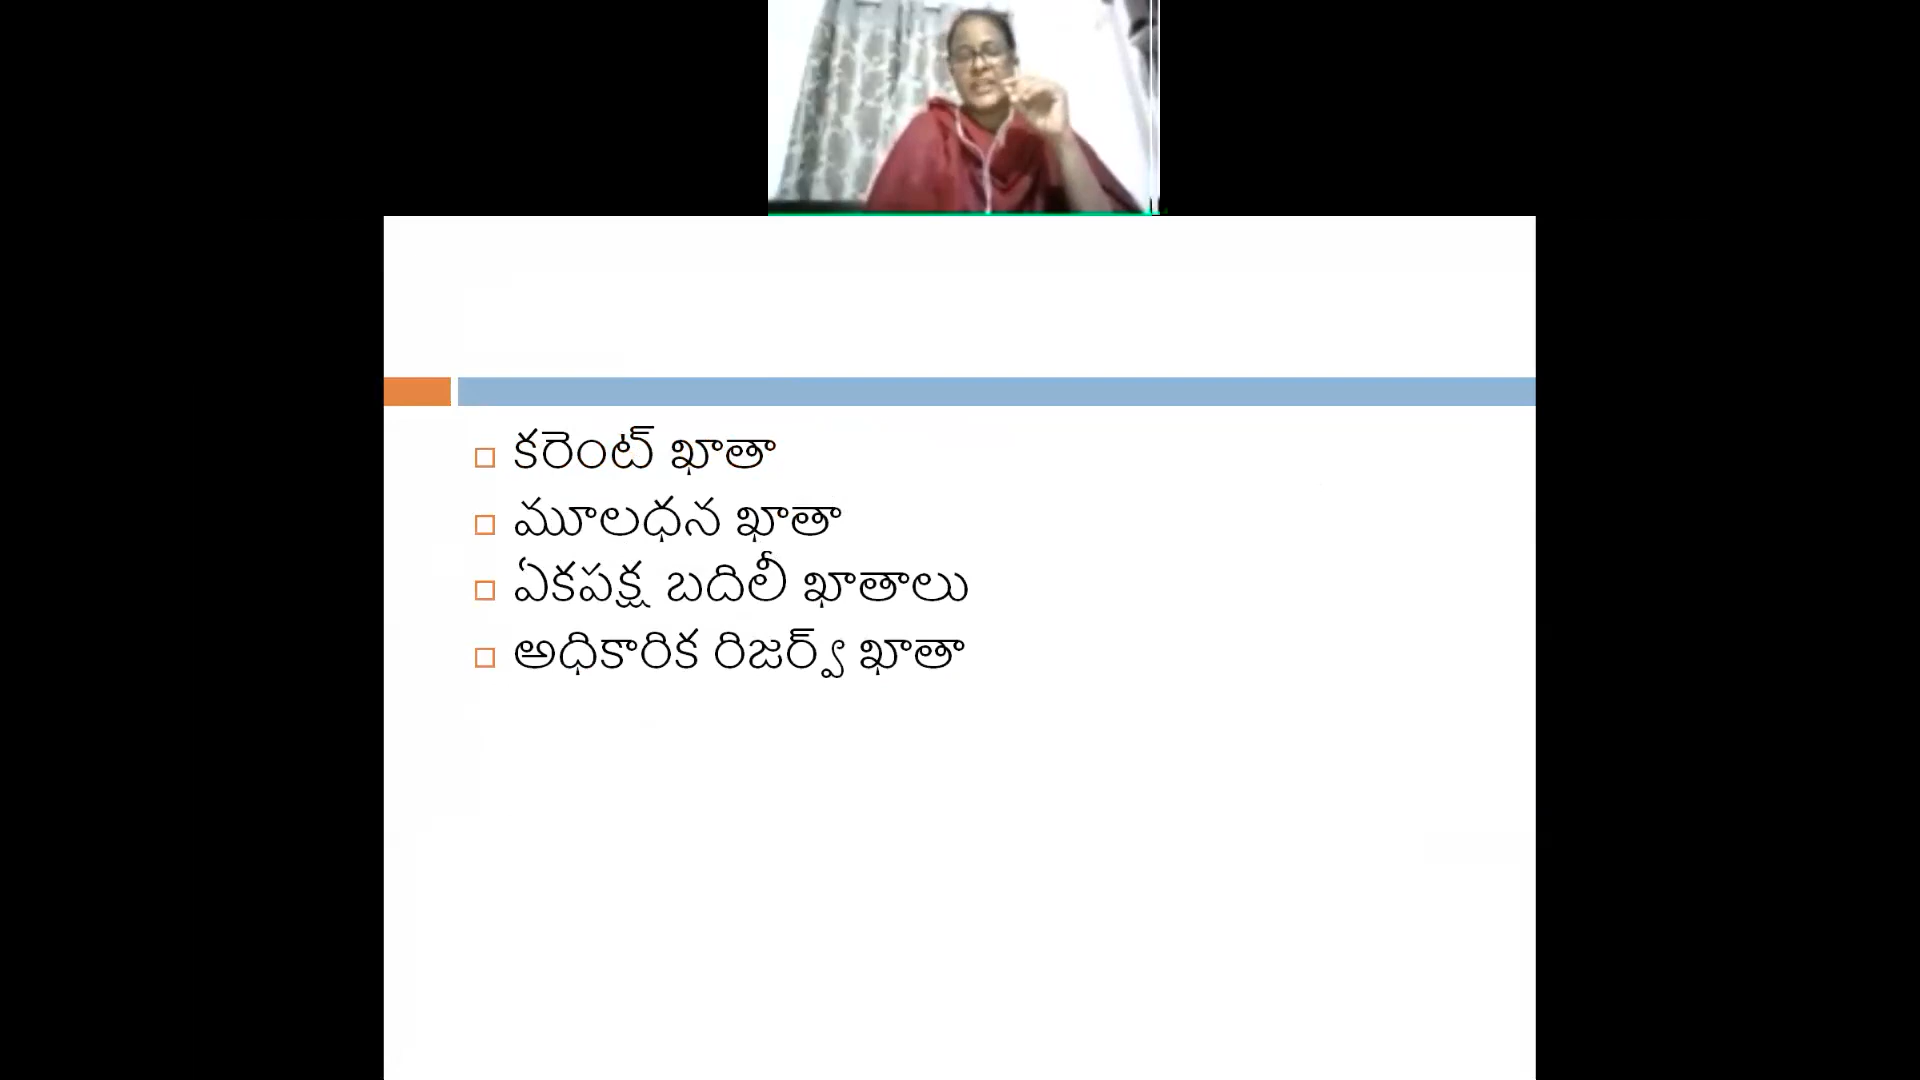 కరెంట్ ఖాతా
మూలధన ఖాతా
ఏకపక్ష బదిలీ ఖాతాలు
అధికారిక రిజర్వ్ ఖాతా